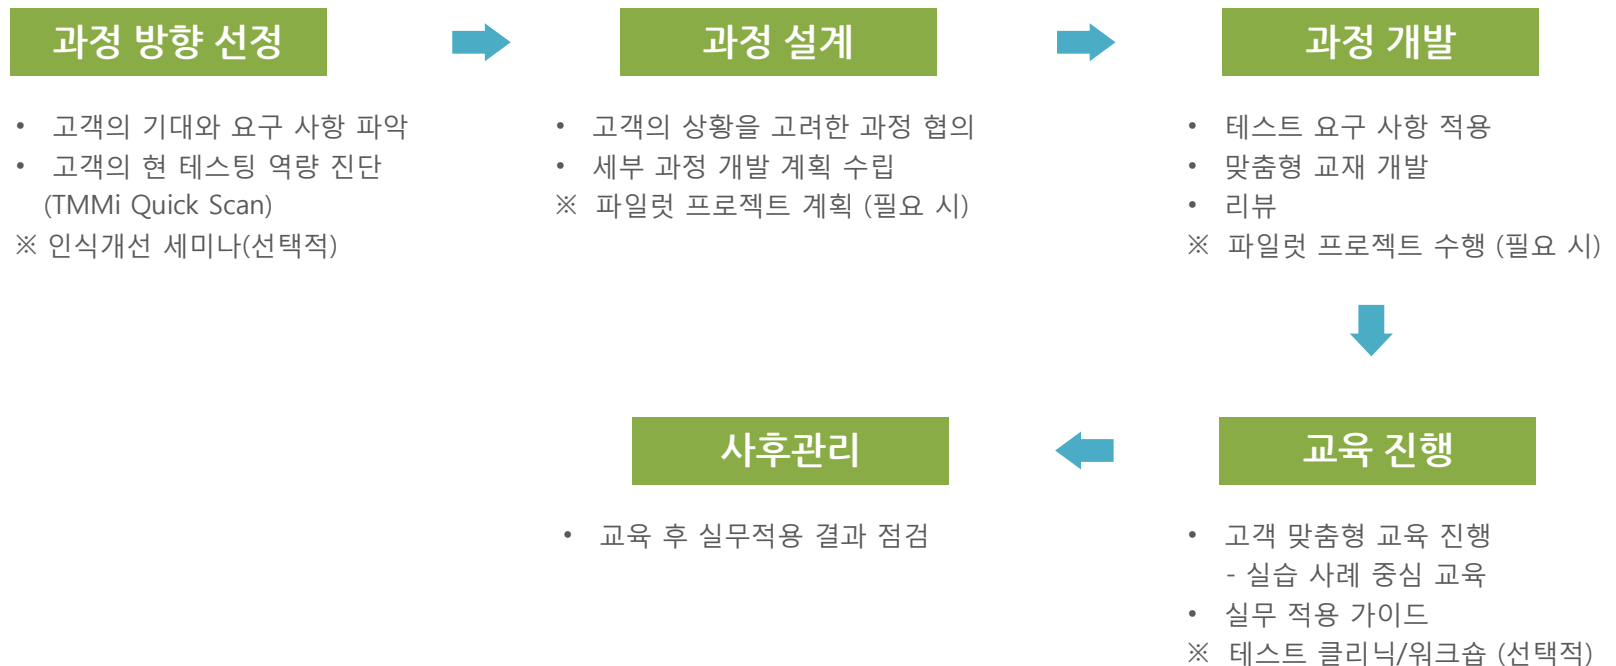 과정 방향 선정
• 고객의 기대와 요구 사항 파악
• 고객의 현 테스팅 역량 진단
(TMMi Quick Scan)
※ 인식개선 세미나(선택적)
과정 설계
• 고객의 상황을 고려한 과정 협의
• 세부 과정 개발 계획 수립
※ 파일럿 프로젝트 계획 (필요 시)
과정 개발
• 테스트 요구 사항 적용
• 맞춤형 교재 개발
• 리뷰
※ 파일럿 프로젝트 수행 (필요 시)
교육 진행
• 고객 맞춤형 교육 진행
- 실습 사례 중심 교육
• 실무 적용 가이드
※ 테스트 클리닉/워크숍 (선택적)
사후관리
• 교육 후 실무적용 결과 점검